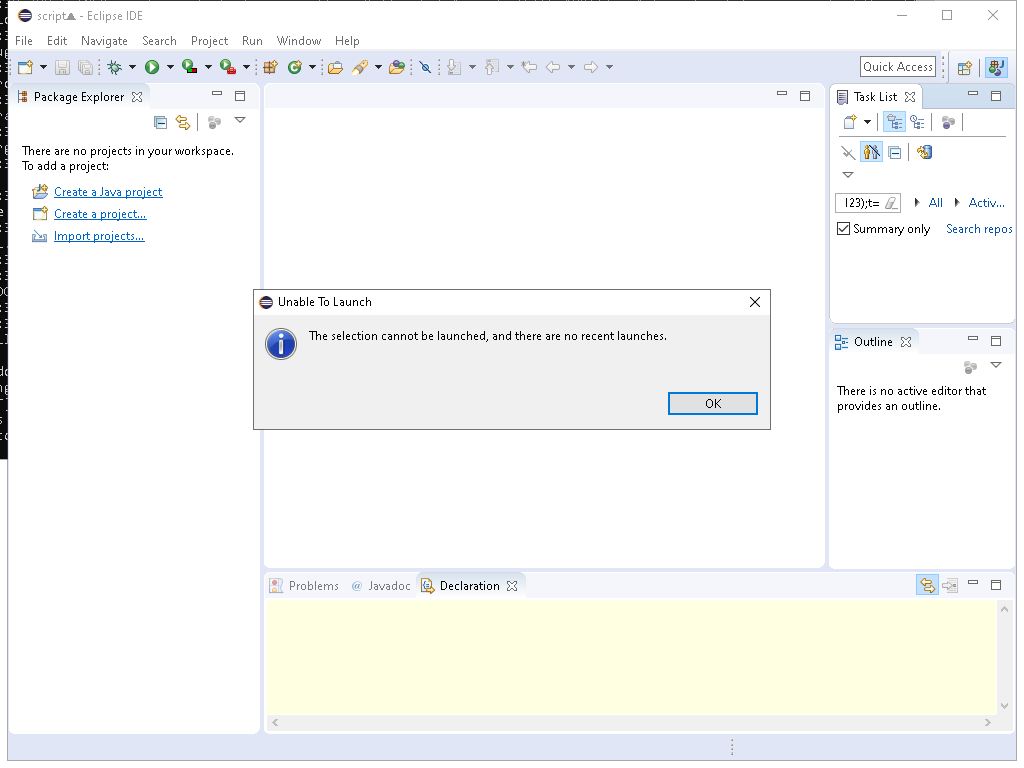 script▲ - Eclipse IDE
File Edit Navigate Search Project Run Window Help
Quick Access
Package Explorer
Task List
There are no projects in your workspace.
To add a project:
Create a Java project
Create a project...
Import projects...
123);t=
All
Activ...
Summary only
Search repos
Unable To Launch
The selection cannot be launched, and there are no recent launches.
OK
Outline
There is no active editor that
provides an outline.
Problems
@ Javadoc
Declaration